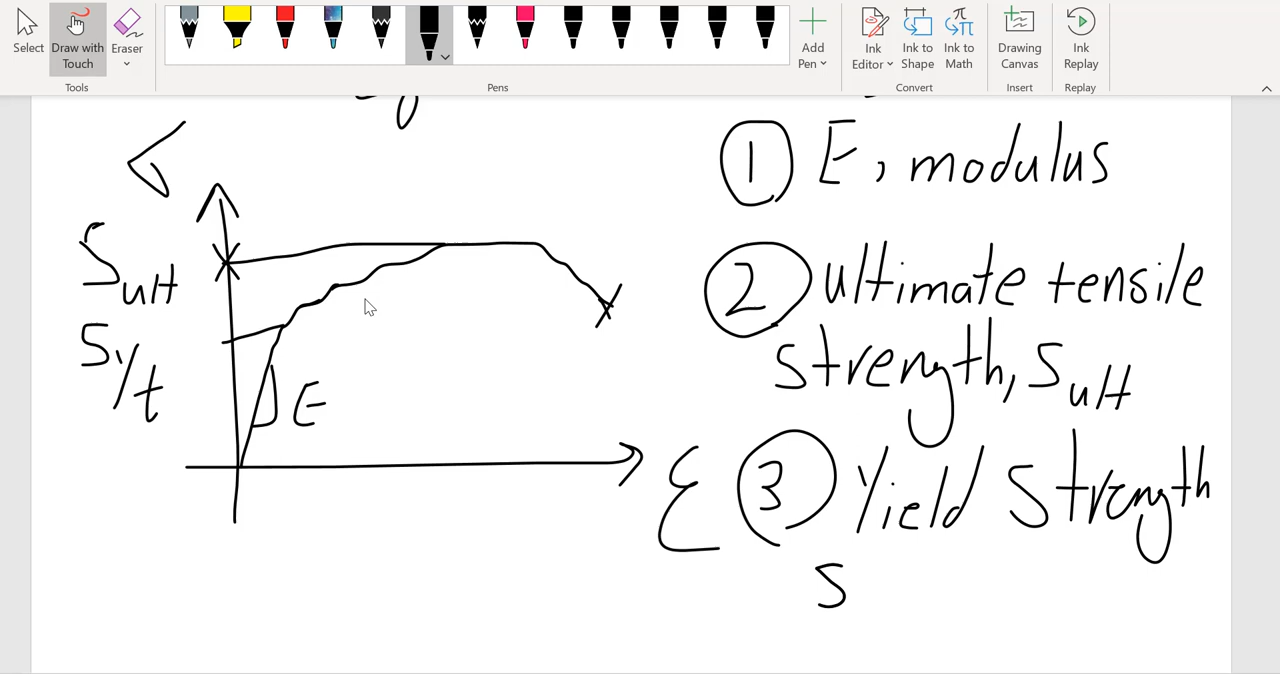 Select
Draw with Touch
Eraser
Tools
Pens
Add Pen
Ink Editor
Ink to Shape
Ink to Math
Convert
Drawing Canvas
Insert
Ink Replay
Replay
① E, modulus
② Ultimate tensile
strength, Sult
③ Yield Strength
S
σ
Sult
Sy/t
E
ε